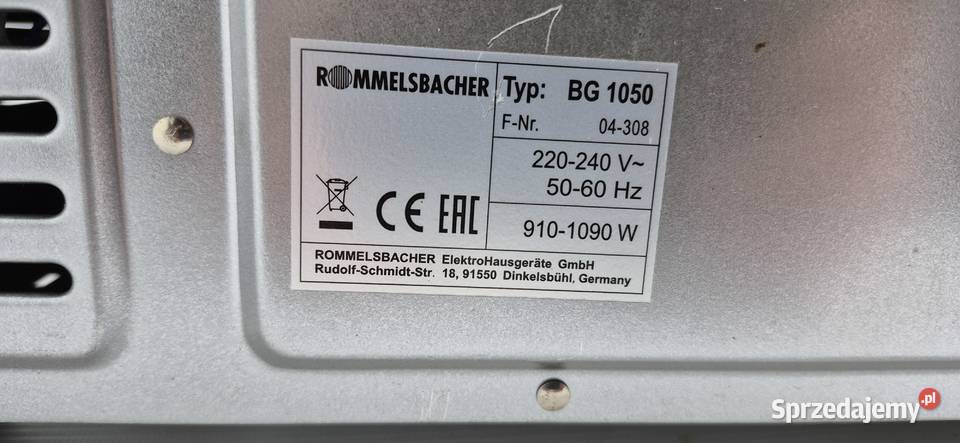 ROMMELSBACHER
Typ: BG 1050
F-Nr. 04-308
220-240 V~
50-60 Hz
CE EAC
910-1090 W
ROMMELSBACHER ElektroHausgeräte GmbH
Rudolf-Schmidt-Str. 18, 91550 Dinkelsbühl, Germany
Sprzedajemy.pl